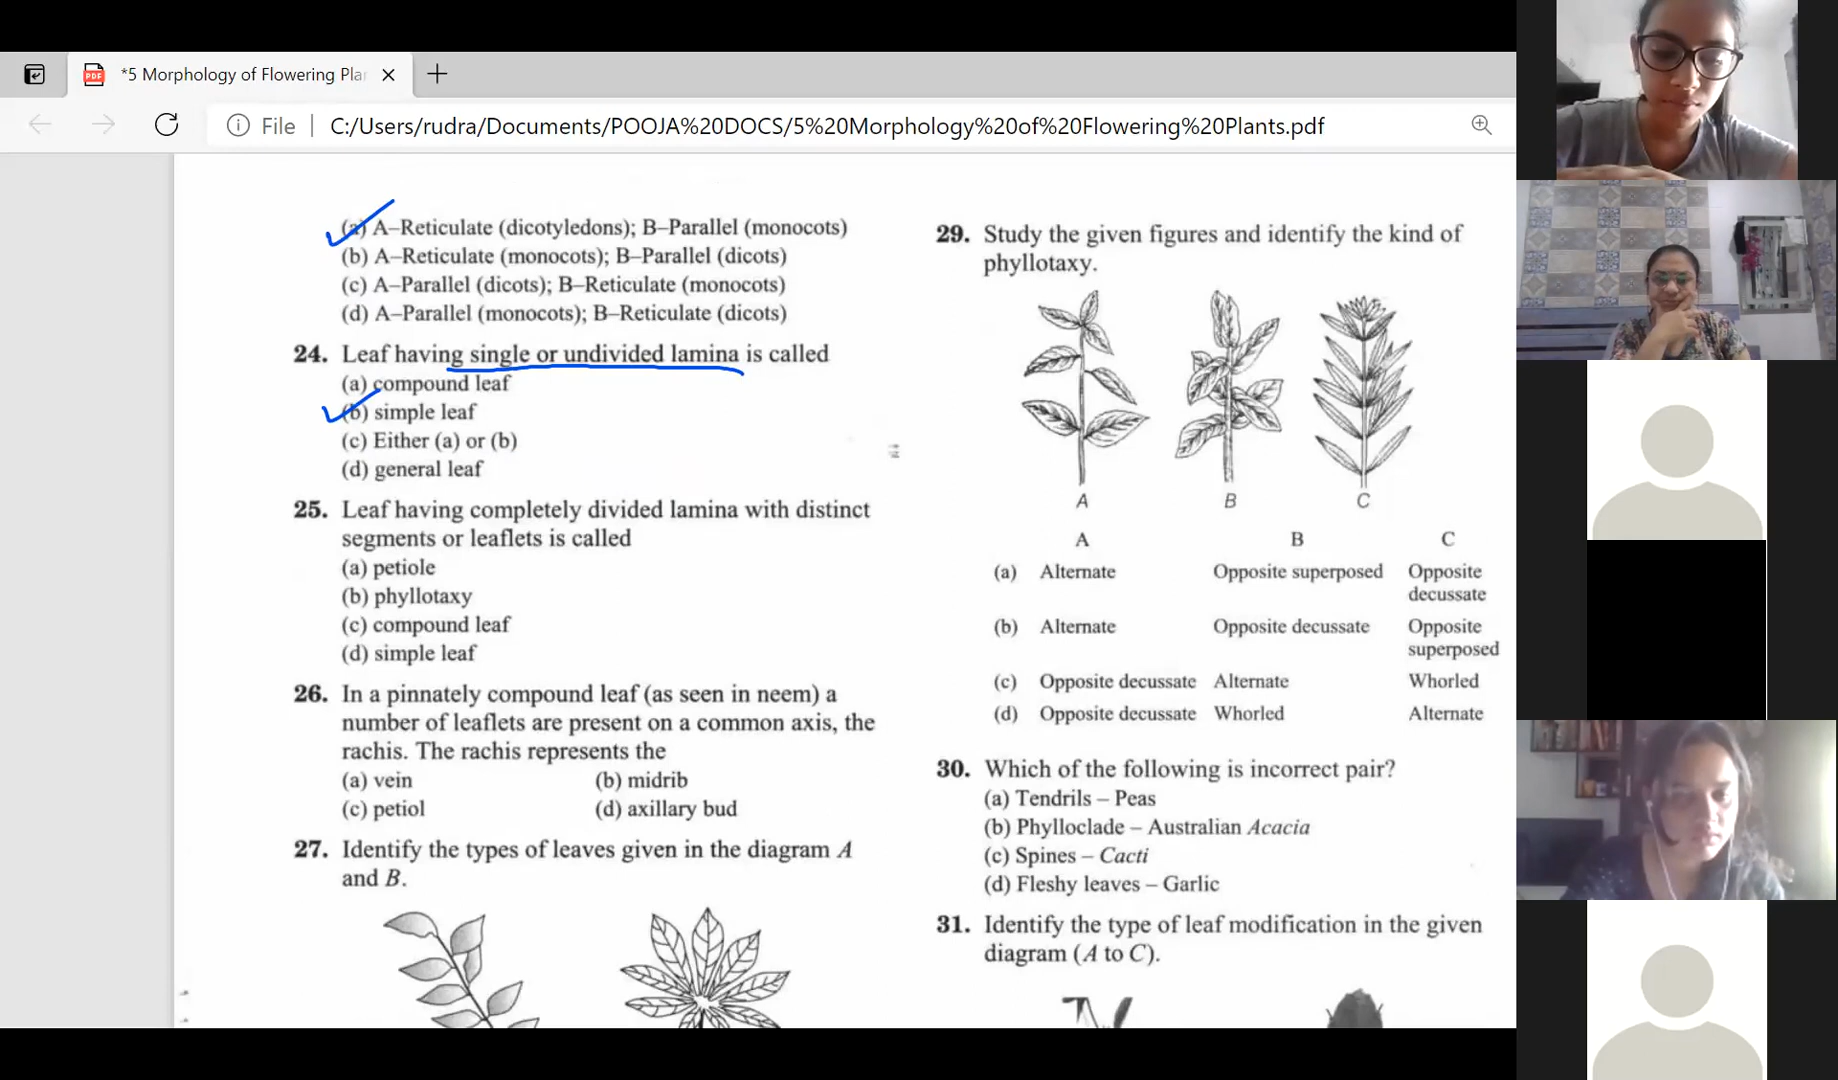 *5 Morphology of Flowering Pla
File
C:/Users/rudra/Documents/POOJA%20DOCS/5%20Morphology%20of%20Flowering%20Plants.pdf
(a) A–Reticulate (dicotyledons); B–Parallel (monocots)
(b) A–Reticulate (monocots); B–Parallel (dicots)
(c) A–Parallel (dicots); B–Reticulate (monocots)
(d) A–Parallel (monocots); B–Reticulate (dicots)
24. Leaf having single or undivided lamina is called
(a) compound leaf
(b) simple leaf
(c) Either (a) or (b)
(d) general leaf
25. Leaf having completely divided lamina with distinct
segments or leaflets is called
(a) petiole
(b) phyllotaxy
(c) compound leaf
(d) simple leaf
26. In a pinnately compound leaf (as seen in neem) a
number of leaflets are present on a common axis, the
rachis. The rachis represents the
(a) vein (b) midrib
(c) petiol (d) axillary bud
27. Identify the types of leaves given in the diagram A
and B.
29. Study the given figures and identify the kind of
phyllotaxy.
A B C
A B C
(a) Alternate Opposite superposed Opposite
decussate
(b) Alternate Opposite decussate Opposite
superposed
(c) Opposite decussate Alternate Whorled
(d) Opposite decussate Whorled Alternate
30. Which of the following is incorrect pair?
(a) Tendrils – Peas
(b) Phylloclade – Australian Acacia
(c) Spines – Cacti
(d) Fleshy leaves – Garlic
31. Identify the type of leaf modification in the given
diagram (A to C).